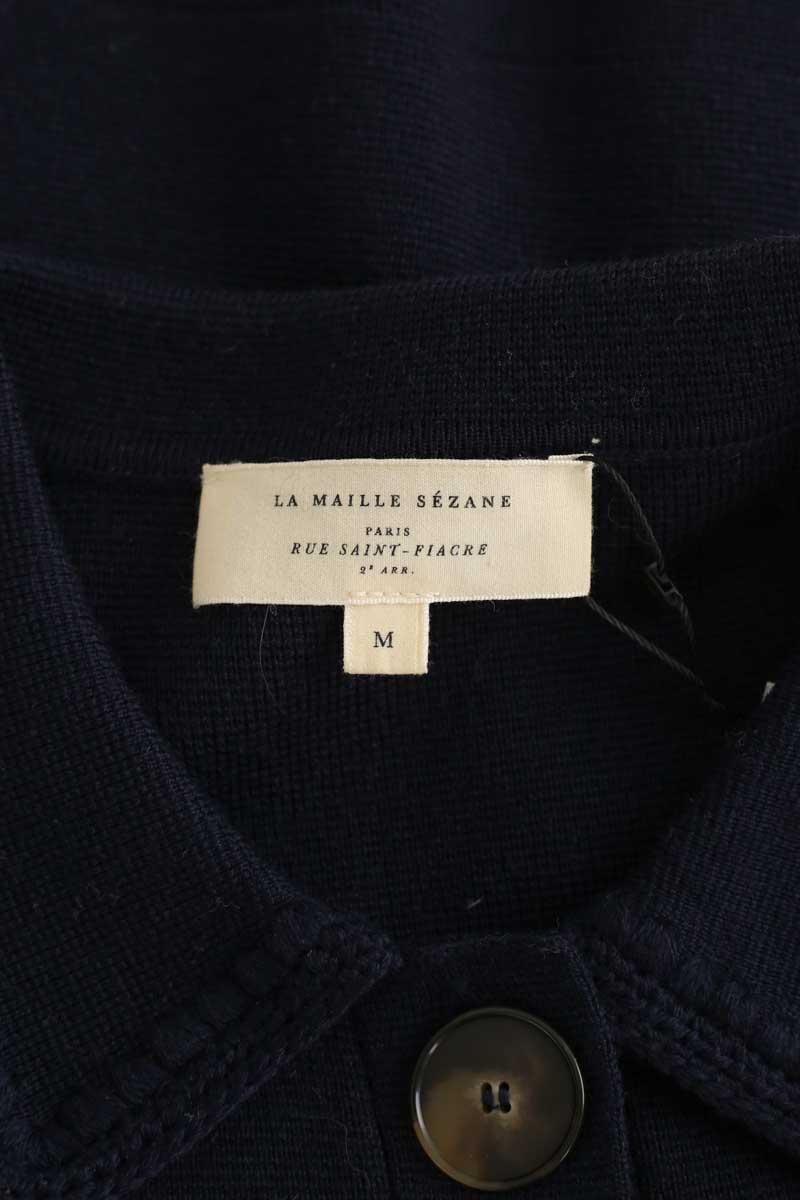 LA MAILLE SÉZANE
PARIS
RUE SAINT-FIACRE
2ᵉ ARR.
M